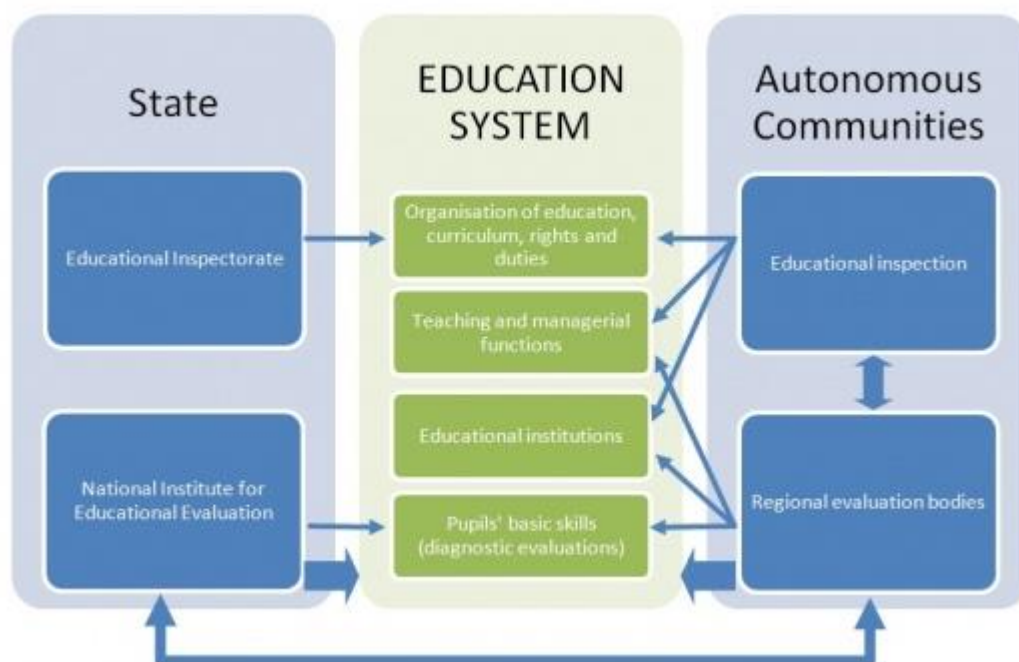 State
Educational Inspectorate
National Institute for
Educational Evaluation
EDUCATION
SYSTEM
Organisation of education,
curriculum, rights and
duties
Teaching and managerial
functions
Educational institutions
Pupils' basic skills
(diagnostic evaluations)
Autonomous
Communities
Educational inspection
Regional evaluation bodies